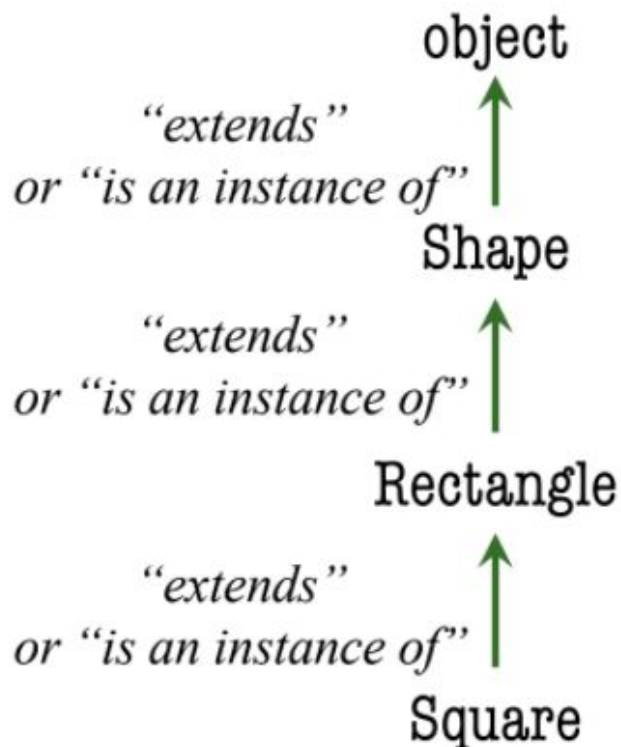 object
“extends”
or “is an instance of”
Shape
“extends”
or “is an instance of”
Rectangle
“extends”
or “is an instance of”
Square